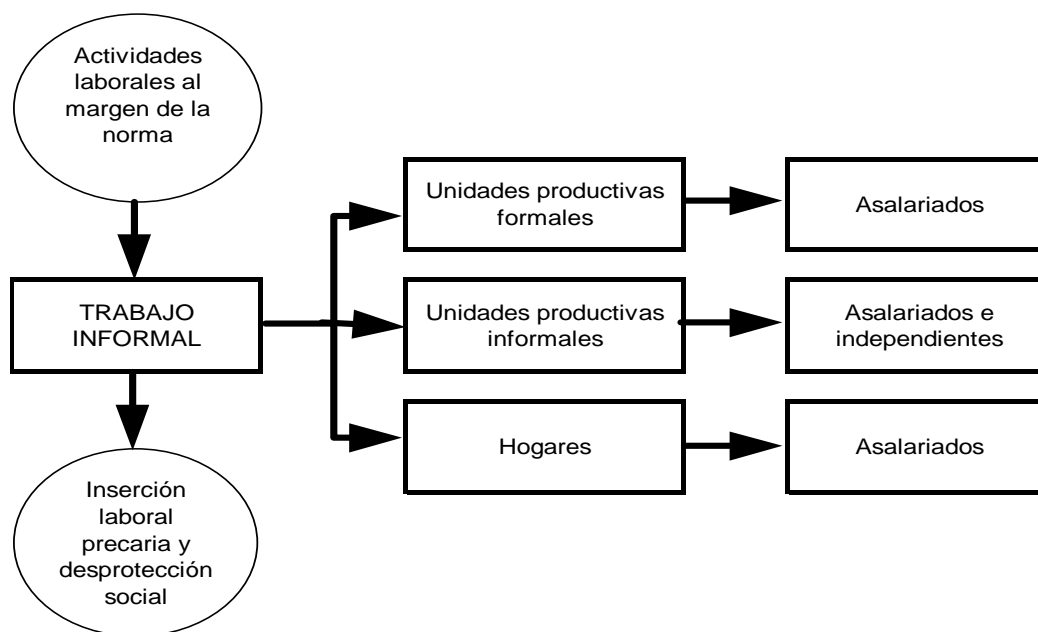 Actividades
laborales al
margen de la
norma
Unidades productivas
formales
Asalariados
TRABAJO
INFORMAL
Unidades productivas
informales
Asalariados e
independientes
Hogares
Asalariados
Inserción
laboral
precaria y
desprotección
social